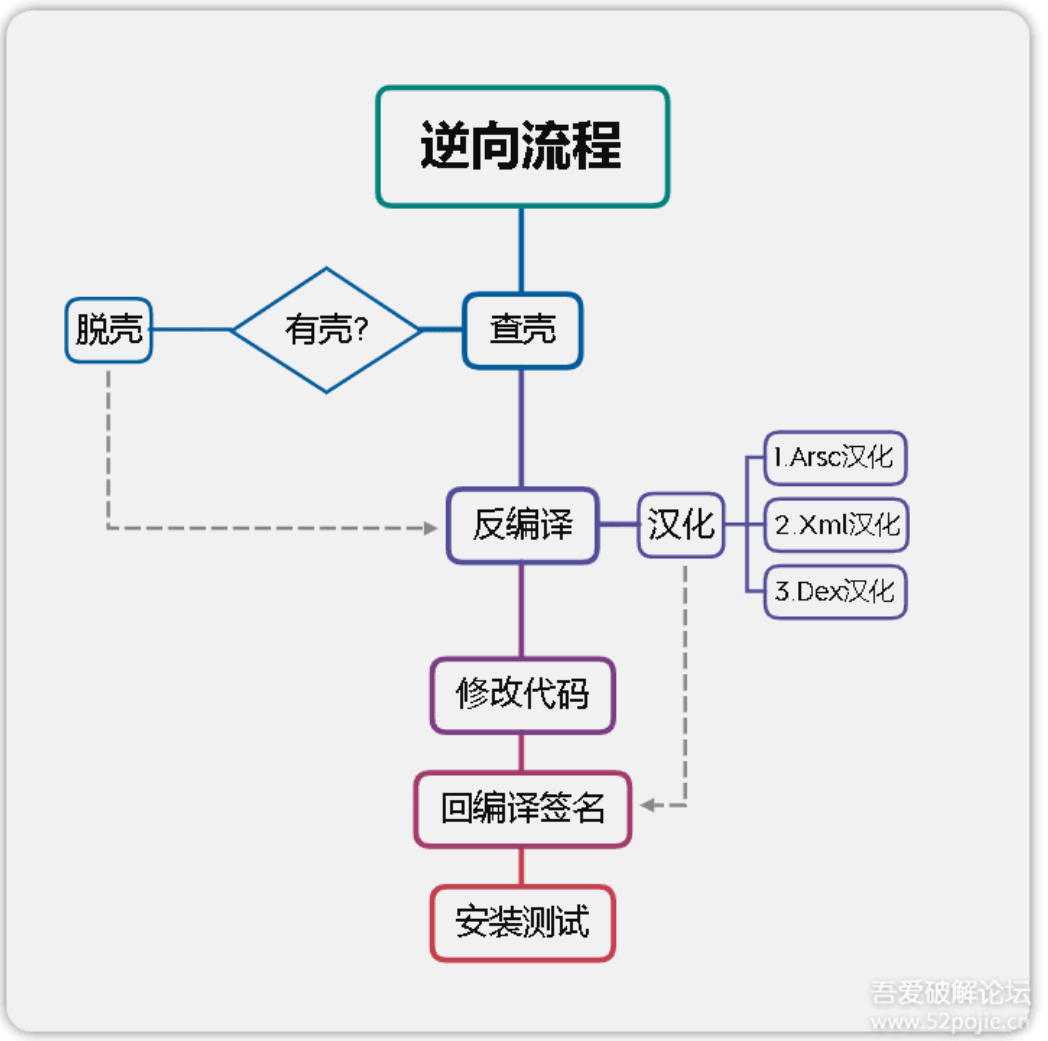 逆向流程
脱壳
有壳?
查壳
反编译
汉化
1.Arsc汉化
2.Xml汉化
3.Dex汉化
修改代码
回编译签名
安装测试
吾爱破解论坛
www.52pojie.cn